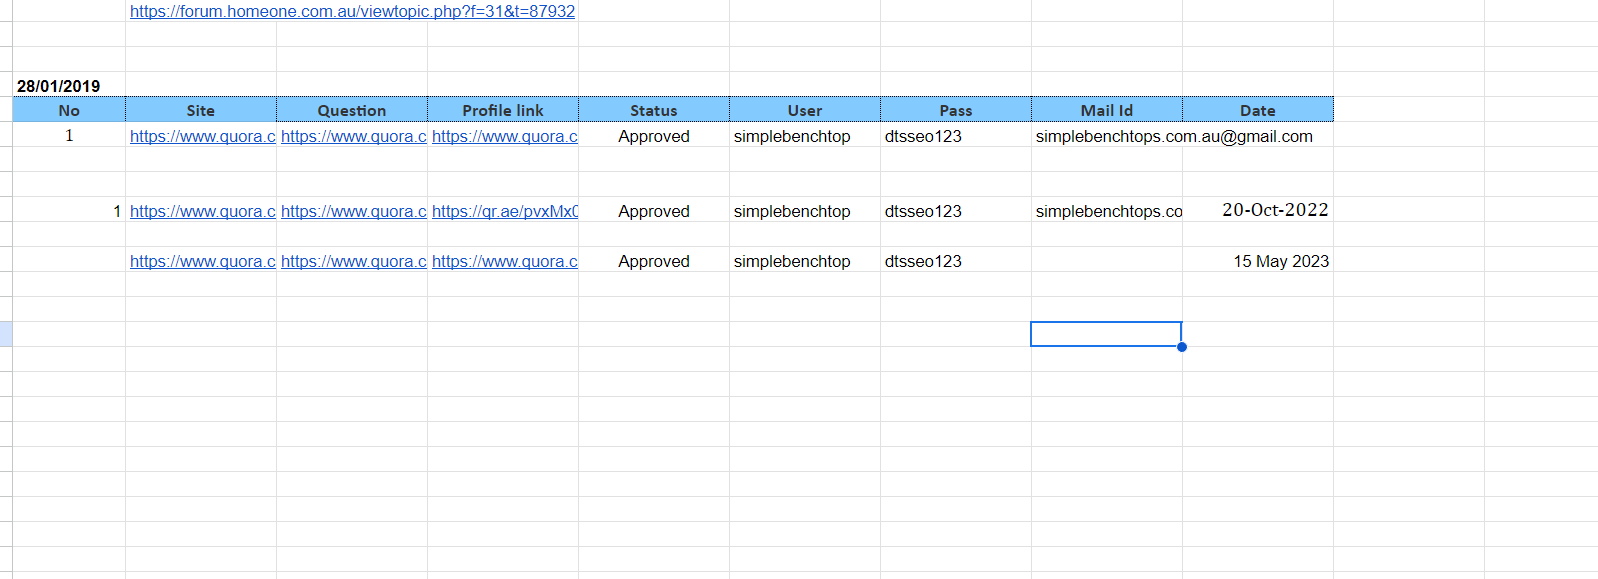 https://forum.homeone.com.au/viewtopic.php?f=31&t=87932
28/01/2019
No Site Question Profile link Status User Pass Mail Id Date
1 https://www.quora.c https://www.quora.c https://www.quora.c Approved simplebenchtop dtsseo123 simplebenchtops.com.au@gmail.com
1 https://www.quora.c https://www.quora.c https://qr.ae/pvxMx Approved simplebenchtop dtsseo123 simplebenchtops.co 20-Oct-2022
https://www.quora.c https://www.quora.c https://www.quora.c Approved simplebenchtop dtsseo123 15 May 2023